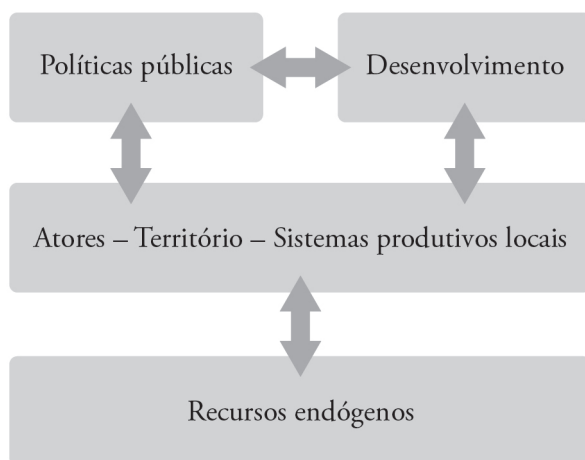 Políticas públicas
Desenvolvimento
Atores – Território – Sistemas produtivos locais
Recursos endógenos